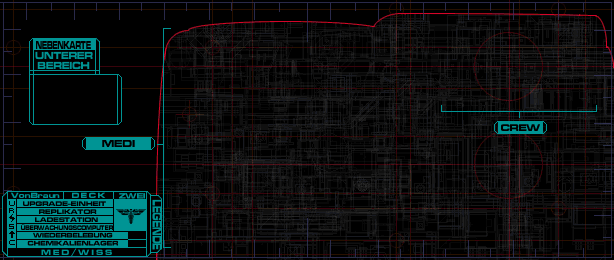 NEBENKARTE
UNTERER
BEREICH
MEDI
CREW
VonBraun DECK ZWEI
U UPGRADE-EINHEIT
R REPLIKATOR
LADESTATION
S ÜBERWACHUNGSCOMPUTER
WIEDERBELEBUNG
C CHEMIKALIENLAGER
MED/WISS
LEGENDE